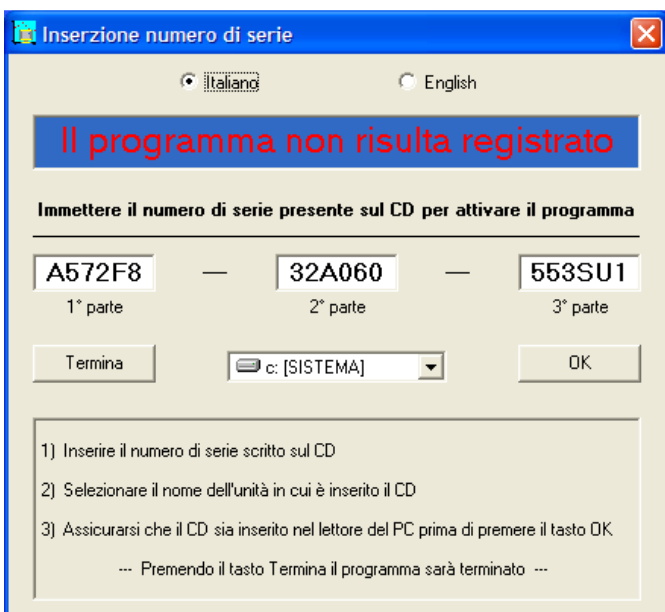 Inserzione numero di serie
Italiano English
Il programma non risulta registrato
Immettere il numero di serie presente sul CD per attivare il programma
A572F8 — 32A060 — 553SU1
1° parte 2° parte 3° parte
Termina c: [SISTEMA] OK
1) Inserire il numero di serie scritto sul CD
2) Selezionare il nome dell'unità in cui è inserito il CD
3) Assicurarsi che il CD sia inserito nel lettore del PC prima di premere il tasto OK
--- Premendo il tasto Termina il programma sarà terminato ---